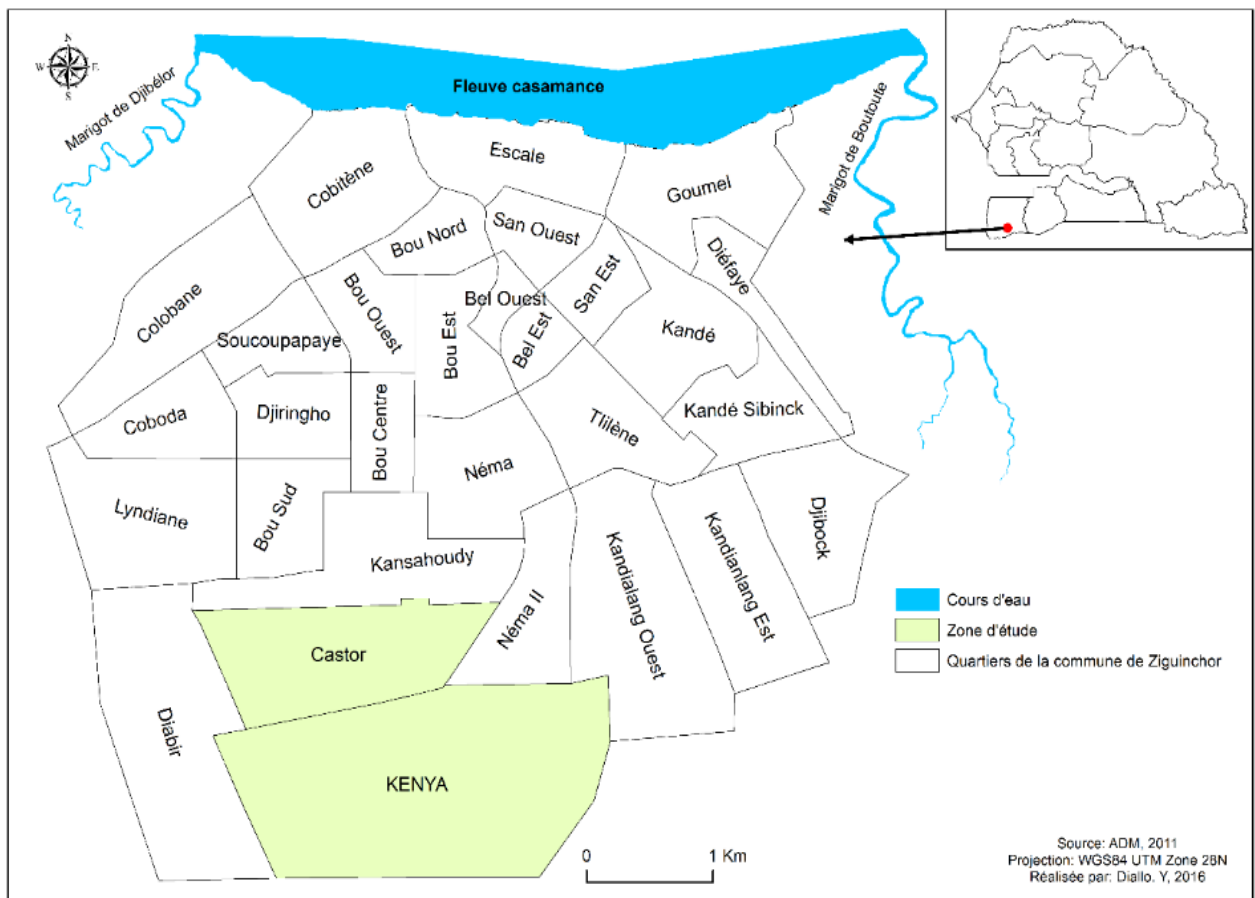 N
W
E
S
Marigot de Djibélor
Fleuve casamance
Marigot de Boutoute
Escale
Cobitène
Goumel
San Ouest
Bou Nord
Diéfaye
San Est
Colobane
Bou Ouest
Bel Ouest
Soucoupapaye
Bou Est
Bel Est
Kandé
Coboda
Djiringho
Bou Centre
Kandé Sibinck
Tlilène
Néma
Lyndiane
Bou Sud
Djibock
Kansahoudy
Kandialang Ouest
Kandianlang Est
Néma II
Castor
Diabir
KENYA
Cours d'eau
Zone d'étude
Quartiers de la commune de Ziguinchor
0 1 Km
Source: ADM, 2011
Projection: WGS84 UTM Zone 28N
Réalisée par: Diallo. Y, 2016